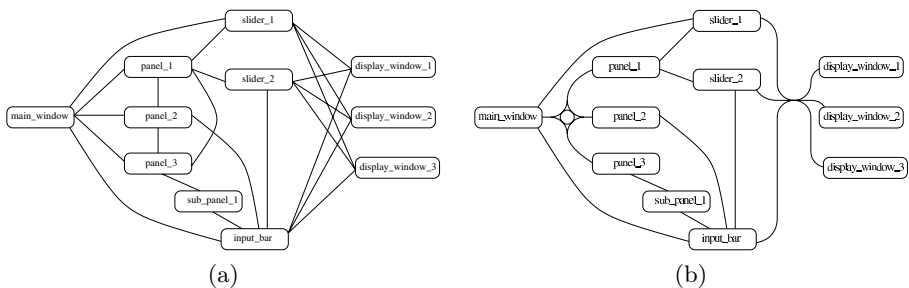 slider_1
panel_1
slider_2
display_window_1
main_window
panel_2
display_window_2
panel_3
display_window_3
sub_panel_1
input_bar
(a)
slider_1
panel_1
slider_2
display_window_1
main_window
panel_2
display_window_2
panel_3
display_window_3
sub_panel_1
input_bar
(b)